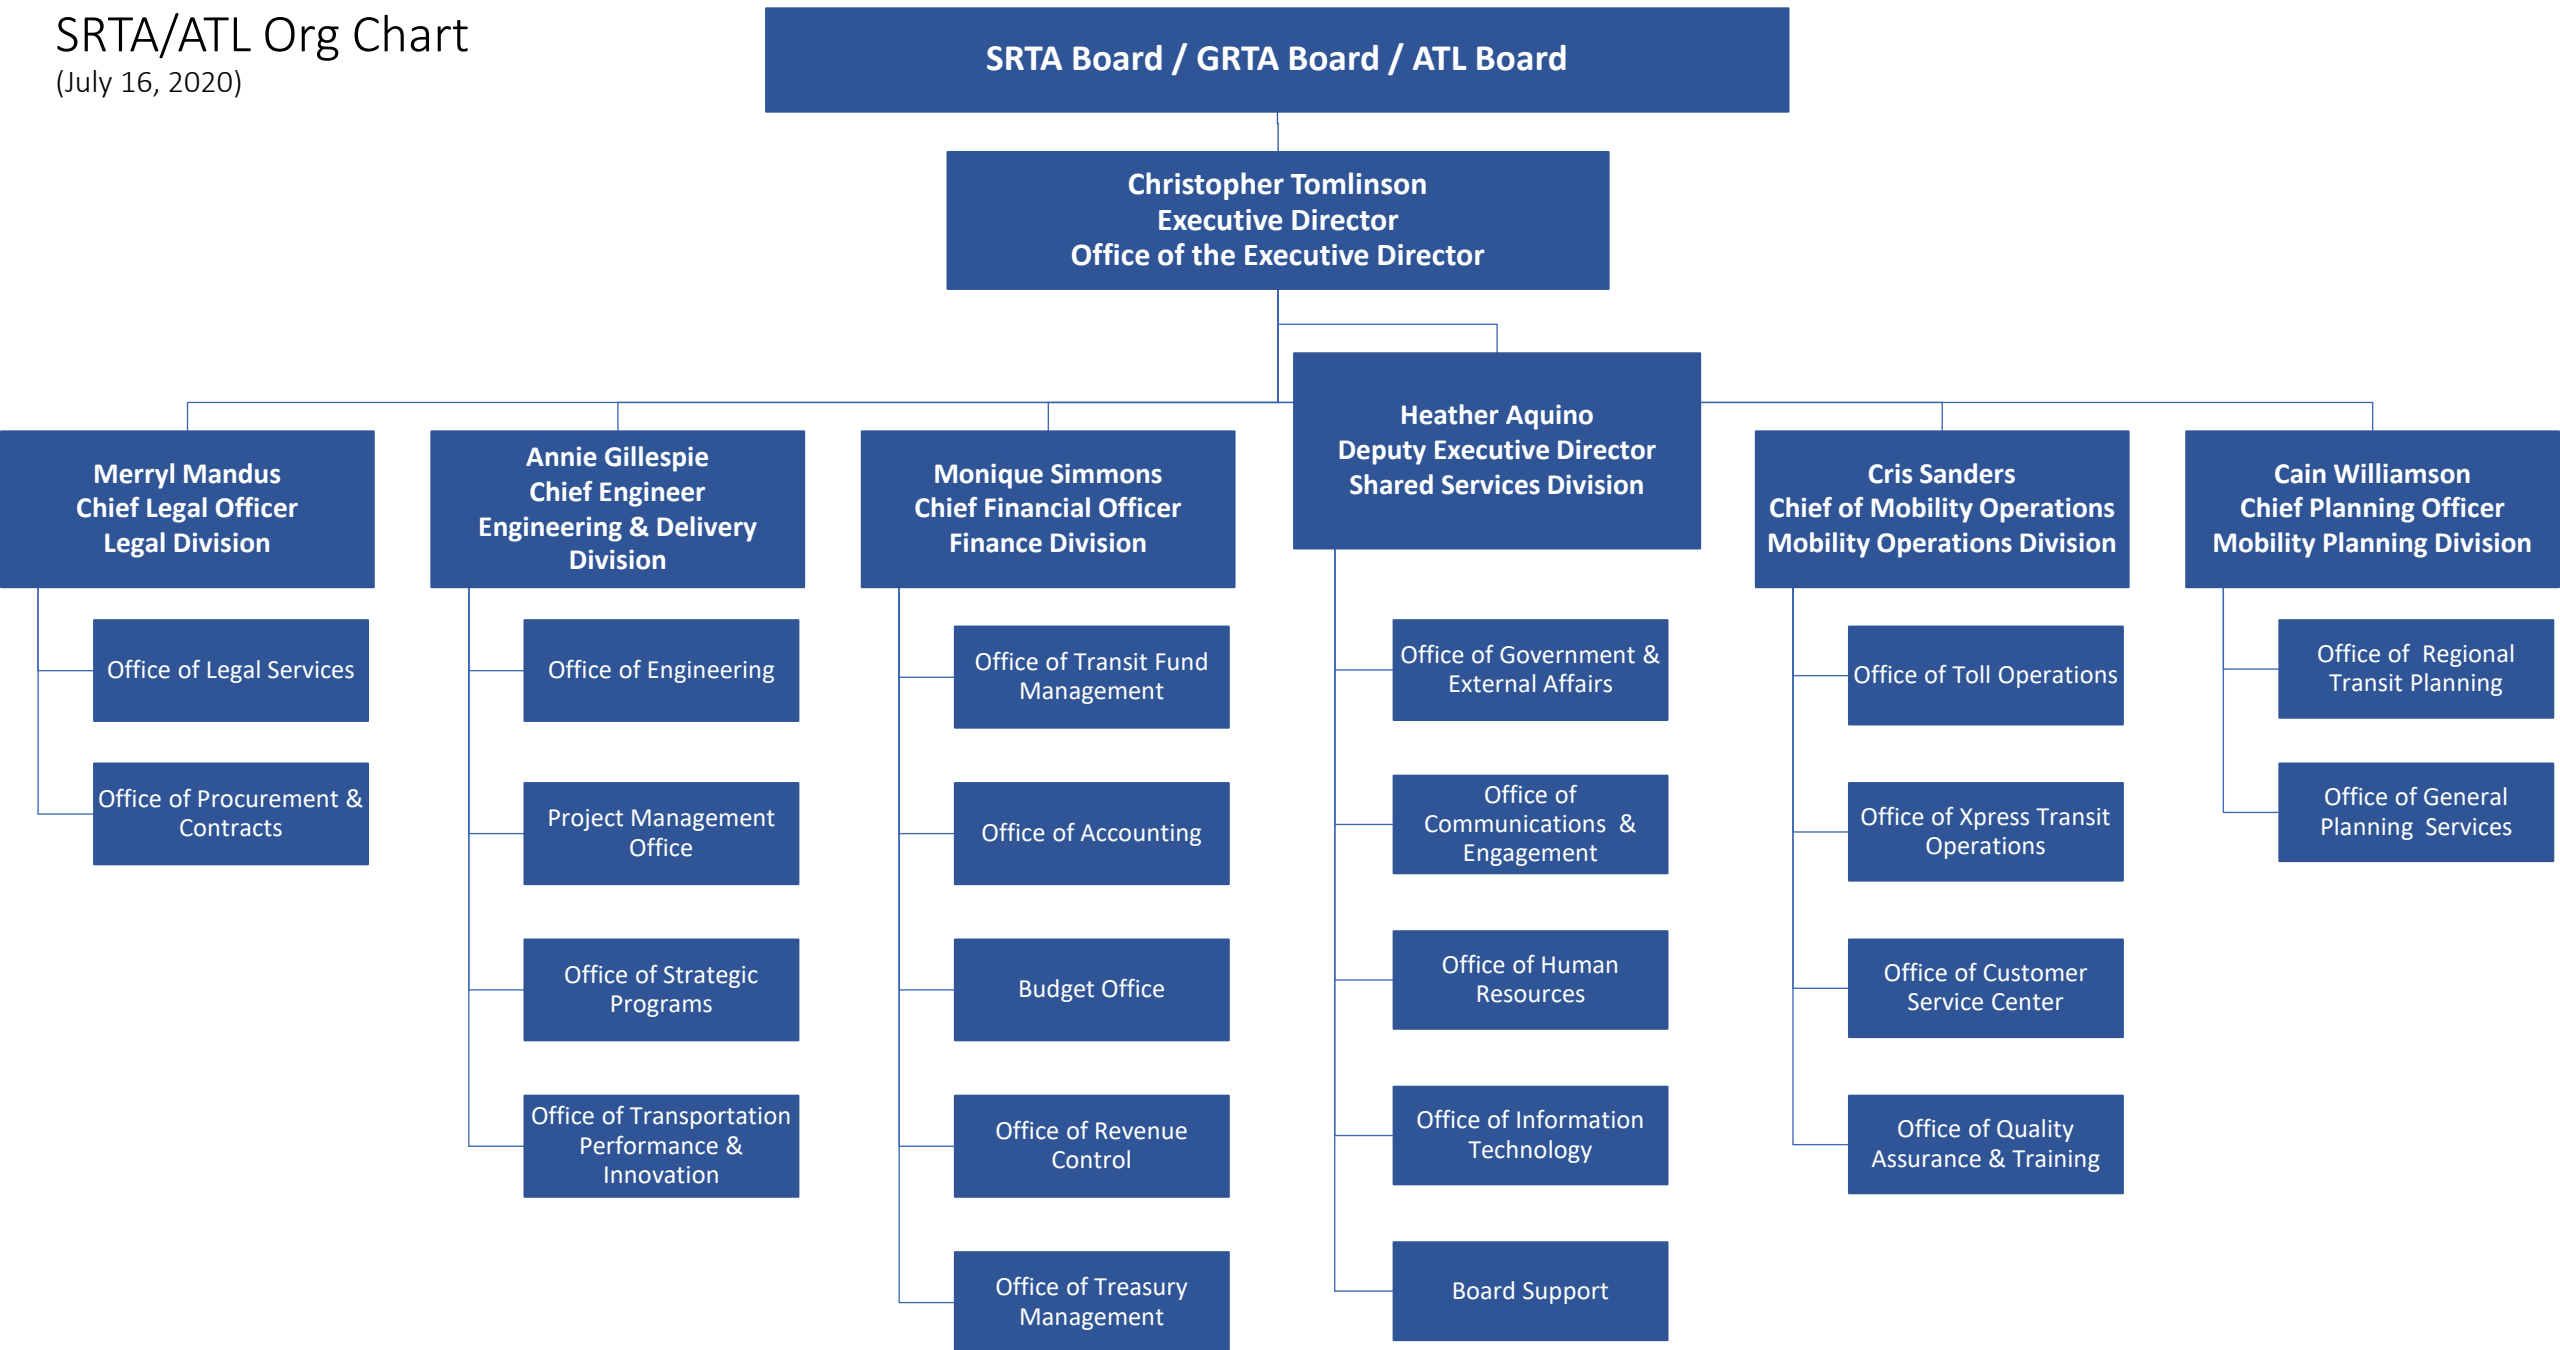 SRTA/ATL Org Chart
(July 16, 2020)
SRTA Board / GRTA Board / ATL Board
Christopher Tomlinson
Executive Director
Office of the Executive Director
Merryl Mandus
Chief Legal Officer
Legal Division
Office of Legal Services
Office of Procurement &
Contracts
Annie Gillespie
Chief Engineer
Engineering & Delivery
Division
Office of Engineering
Project Management
Office
Office of Strategic
Programs
Office of Transportation
Performance &
Innovation
Monique Simmons
Chief Financial Officer
Finance Division
Office of Transit Fund
Management
Office of Accounting
Budget Office
Office of Revenue
Control
Office of Treasury
Management
Heather Aquino
Deputy Executive Director
Shared Services Division
Office of Government &
External Affairs
Office of
Communications &
Engagement
Office of Human
Resources
Office of Information
Technology
Board Support
Cris Sanders
Chief of Mobility Operations
Mobility Operations Division
Office of Toll Operations
Office of Xpress Transit
Operations
Office of Customer
Service Center
Office of Quality
Assurance & Training
Cain Williamson
Chief Planning Officer
Mobility Planning Division
Office of Regional
Transit Planning
Office of General
Planning Services